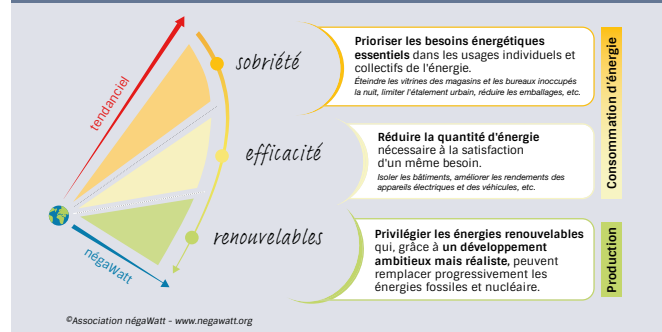 tendanciel
négaWatt
sobriété
Prioriser les besoins énergétiques
essentiels dans les usages individuels et
collectifs de l'énergie.
Éteindre les vitrines des magasins et les bureaux inoccupés
la nuit, limiter l'étalement urbain, réduire les emballages, etc.
efficacité
Réduire la quantité d'énergie
nécessaire à la satisfaction
d'un même besoin.
Isoler les bâtiments, améliorer les rendements des
appareils électriques et des véhicules, etc.
Consommation d'énergie
renouvelables
Privilégier les énergies renouvelables
qui, grâce à un développement
ambitieux mais réaliste, peuvent
remplacer progressivement les
énergies fossiles et nucléaire.
Production
©Association négaWatt - www.negawatt.org